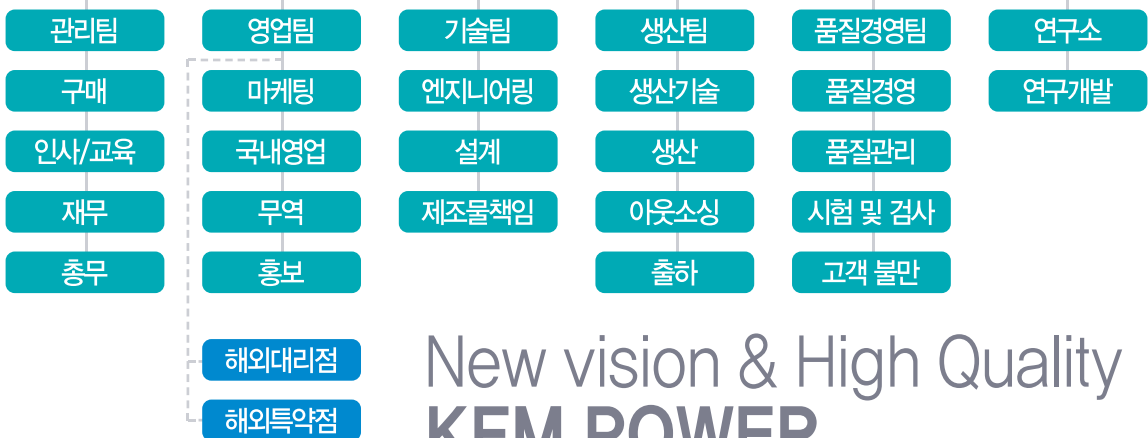 관리팀 영업팀 기술팀 생산팀 품질경영팀 연구소
구매 마케팅 엔지니어링 생산기술 품질경영 연구개발
인사/교육 국내영업 설계 생산 품질관리
재무 무역 제조물책임 아웃소싱 시험 및 검사
총무 홍보 출하 고객 불만
해외대리점
해외특약점
New vision & High Quality
KEM POWER